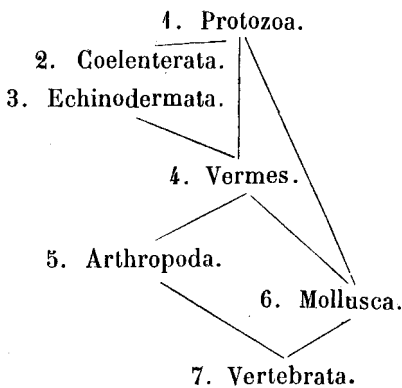 1. Protozoa.
2. Coelenterata.
3. Echinodermata.
4. Vermes.
5. Arthropoda.
6. Mollusca.
7. Vertebrata.